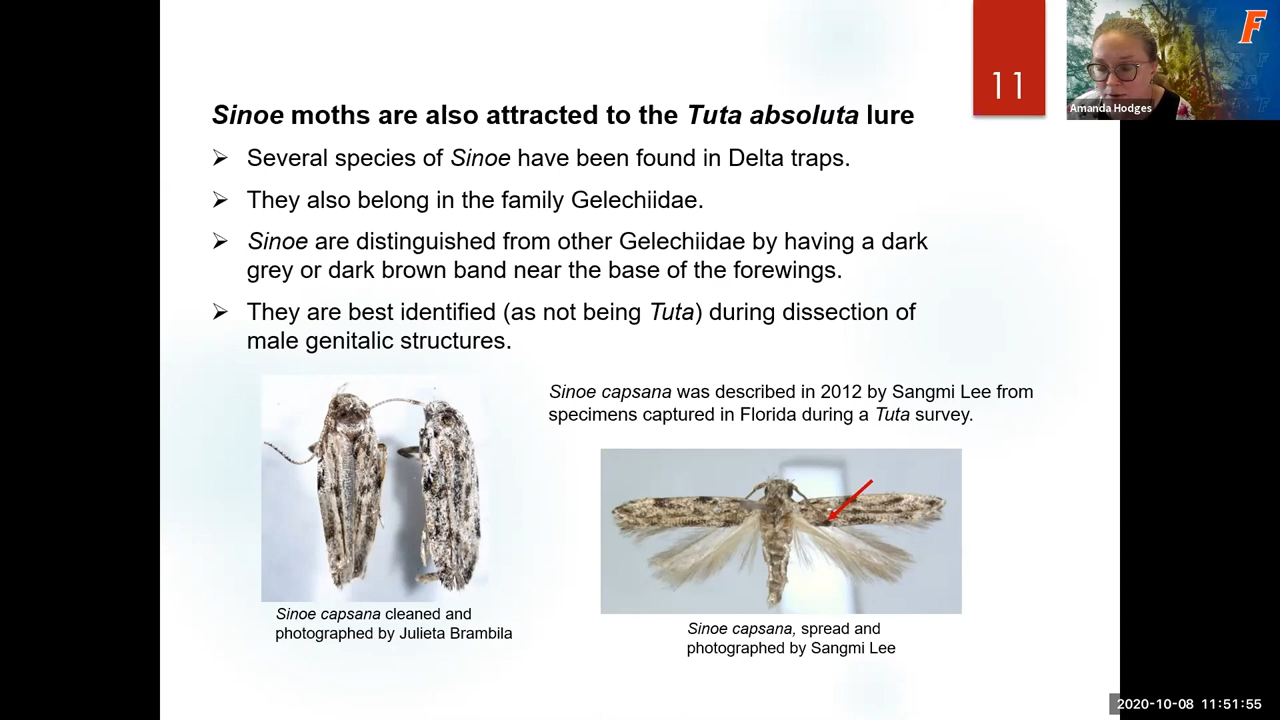 11
F
Amanda Hodges
Sinoe moths are also attracted to the Tuta absoluta lure
➢ Several species of Sinoe have been found in Delta traps.
➢ They also belong in the family Gelechiidae.
➢ Sinoe are distinguished from other Gelechiidae by having a dark
grey or dark brown band near the base of the forewings.
➢ They are best identified (as not being Tuta) during dissection of
male genitalic structures.
Sinoe capsana was described in 2012 by Sangmi Lee from
specimens captured in Florida during a Tuta survey.
Sinoe capsana cleaned and
photographed by Julieta Brambila
Sinoe capsana, spread and
photographed by Sangmi Lee
2020-10-08 11:51:55